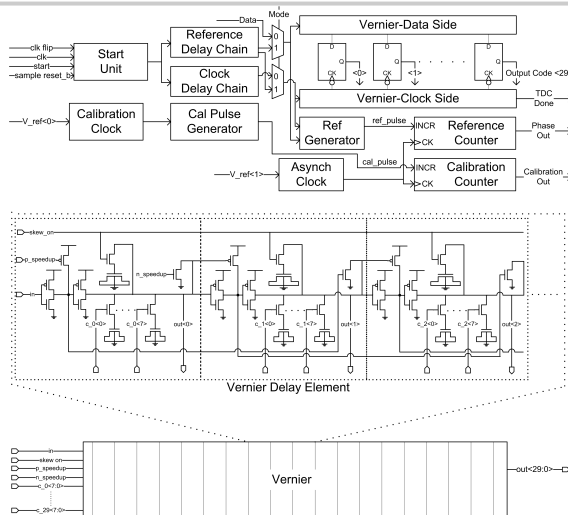 Mode
Data
Vernier-Data Side
clk flip
clk
start
sample reset_b
Start
Unit
Reference
Delay Chain
Clock
Delay Chain
0
1
0
1
D
Q
CK
<0>
D
Q
CK
<1>
D
Q
CK
Output Code <29
Vernier-Clock Side
TDC
Done
V_ref<0>
Calibration
Clock
Cal Pulse
Generator
Ref
Generator
ref_pulse
INCR
CK
Reference
Counter
Phase
Out
V_ref<1>
Asynch
Clock
cal_pulse
INCR
CK
Calibration
Counter
Calibration
Out
skew_on
p_speedup
in
n_speedup
c_0<0>
c_0<7>
out<0>
c_1<0>
c_1<7>
out<1>
c_2<0>
c_2<7>
out<2>
Vernier Delay Element
in
skew on
p_speedup
n_speedup
c_0<7:0>
c_29<7:0>
Vernier
out<29:0>